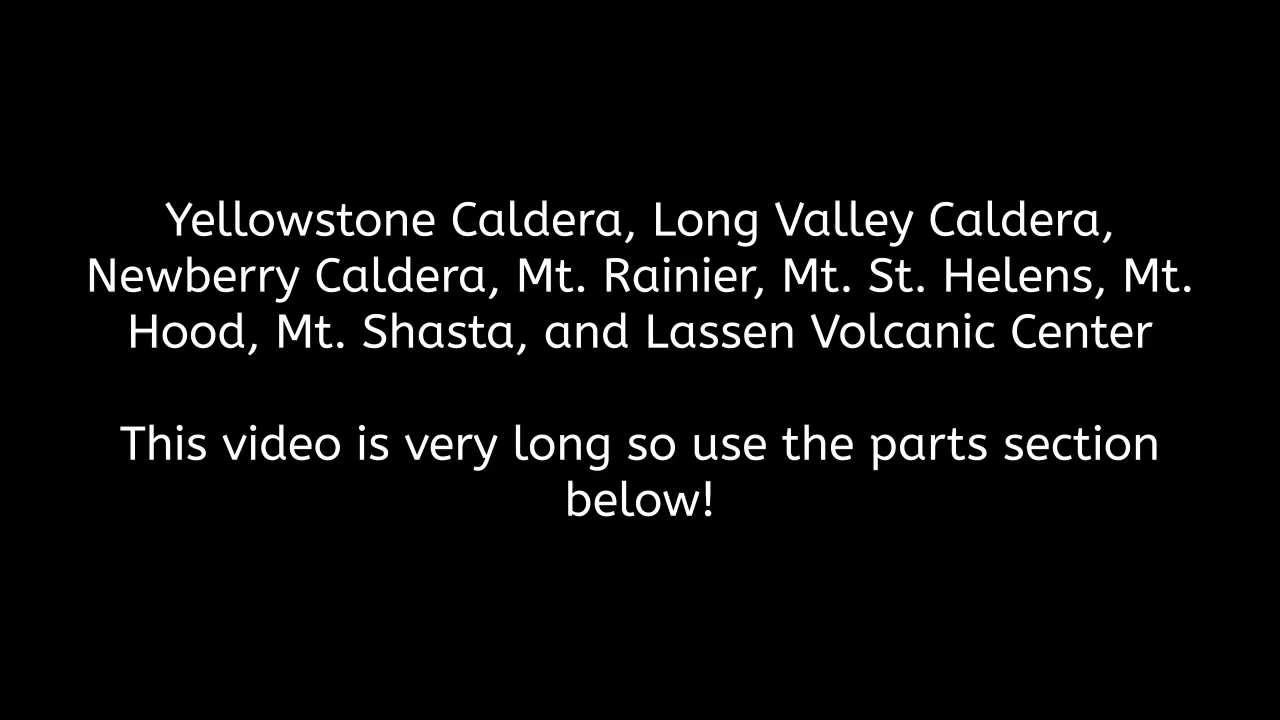 Yellowstone Caldera, Long Valley Caldera,
Newberry Caldera, Mt. Rainier, Mt. St. Helens, Mt.
Hood, Mt. Shasta, and Lassen Volcanic Center
This video is very long so use the parts section
below!